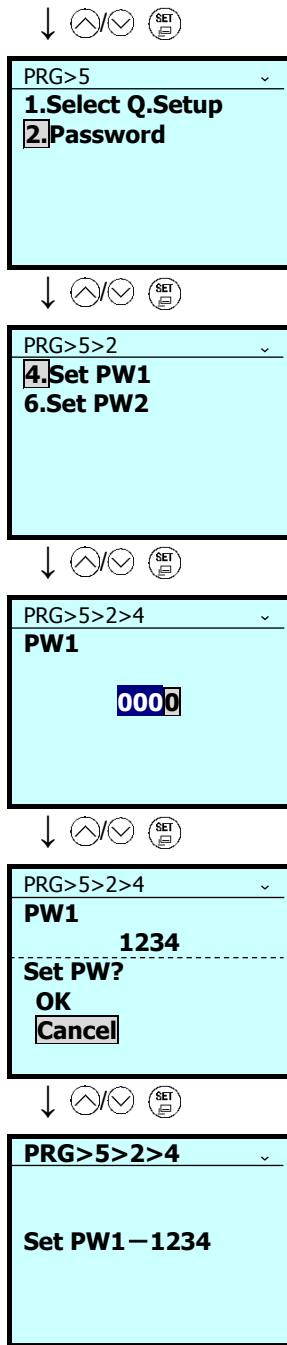 SET
PRG>5
1.Select Q.Setup
2.Password
SET
PRG>5>2
4.Set PW1
6.Set PW2
SET
PRG>5>2>4
PW1
0000
SET
PRG>5>2>4
PW1
1234
Set PW?
OK
Cancel
SET
PRG>5>2>4
Set PW1－1234